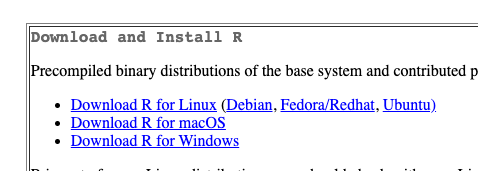 Download and Install R
Precompiled binary distributions of the base system and contributed
• Download R for Linux (Debian, Fedora/Redhat, Ubuntu)
• Download R for macOS
• Download R for Windows